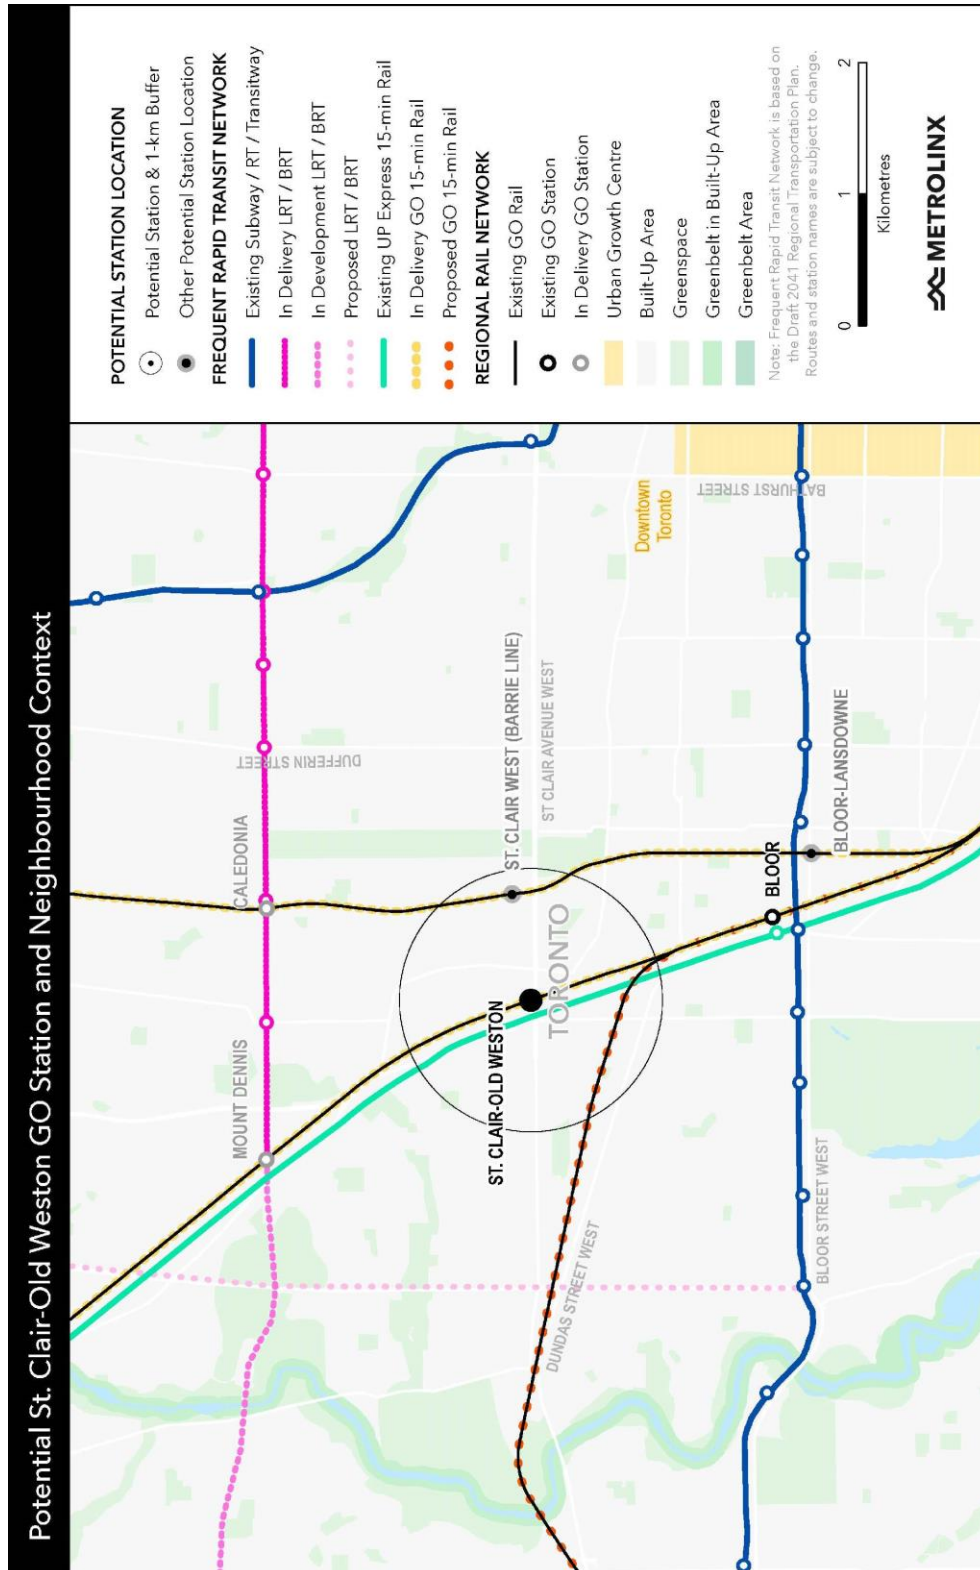 Potential St. Clair-Old Weston GO Station and Neighbourhood Context
MOUNT DENNIS
CALEDONIA
DUFFERIN STREET
ST. CLAIR-OLD WESTON
ST. CLAIR WEST (BARRIE LINE)
ST CLAIR AVENUE WEST
TORONTO
DUNDAS STREET WEST
Downtown
Toronto
BATHURST STREET
BLOOR
BLOOR-LANSDOWNE
BLOOR STREET WEST
POTENTIAL STATION LOCATION
Potential Station & 1-km Buffer
Other Potential Station Location
FREQUENT RAPID TRANSIT NETWORK
Existing Subway / RT / Transitway
In Delivery LRT / BRT
In Development LRT / BRT
Proposed LRT / BRT
Existing UP Express 15-min Rail
In Delivery GO 15-min Rail
Proposed GO 15-min Rail
REGIONAL RAIL NETWORK
Existing GO Rail
Existing GO Station
In Delivery GO Station
Urban Growth Centre
Built-Up Area
Greenspace
Greenbelt in Built-Up Area
Greenbelt Area
Note: Frequent Rapid Transit Network is based on
the Draft 2041 Regional Transportation Plan.
Routes and station names are subject to change.
0 1 2
Kilometres
METROLINX